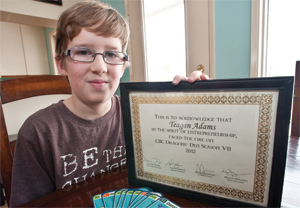 This is to acknowledge that
Teagan Adams
in the spirit of entrepreneurship,
faced the fire on
CBC Dragons' Den Season VII
2012
BE THE
CHANGE